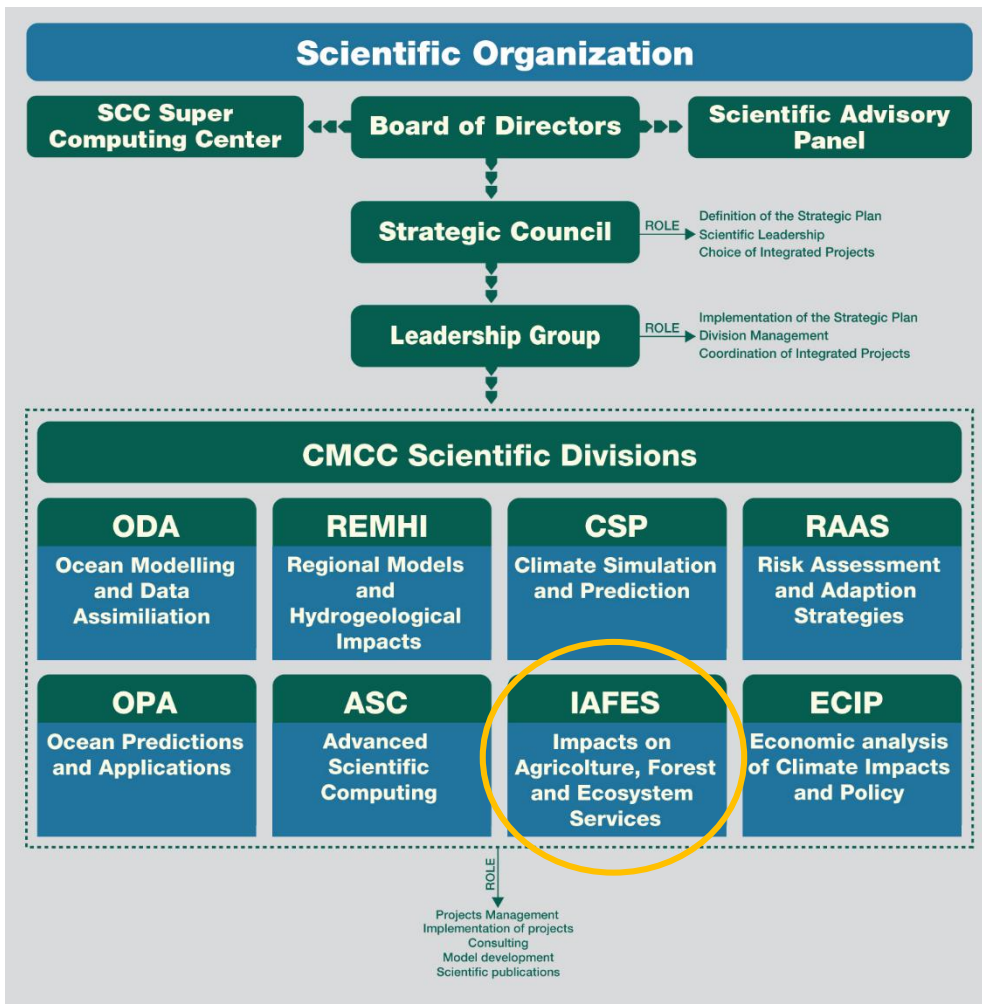 Scientific Organization
SCC Super
Computing Center
Board of Directors
Scientific Advisory
Panel
Strategic Council
ROLE
Definition of the Strategic Plan
Scientific Leadership
Choice of Integrated Projects
Leadership Group
ROLE
Implementation of the Strategic Plan
Division Management
Coordination of Integrated Projects
CMCC Scientific Divisions
ODA
Ocean Modelling
and Data
Assimiliation
REMHI
Regional Models
and
Hydrogeological
Impacts
CSP
Climate Simulation
and Prediction
RAAS
Risk Assessment
and Adaption
Strategies
OPA
Ocean Predictions
and Applications
ASC
Advanced
Scientific
Computing
IAFES
Impacts on
Agricolture, Forest
and Ecosystem
Services
ECIP
Economic analysis
of Climate Impacts
and Policy
ROLE
Projects Management
Implementation of projects
Consulting
Model development
Scientific publications